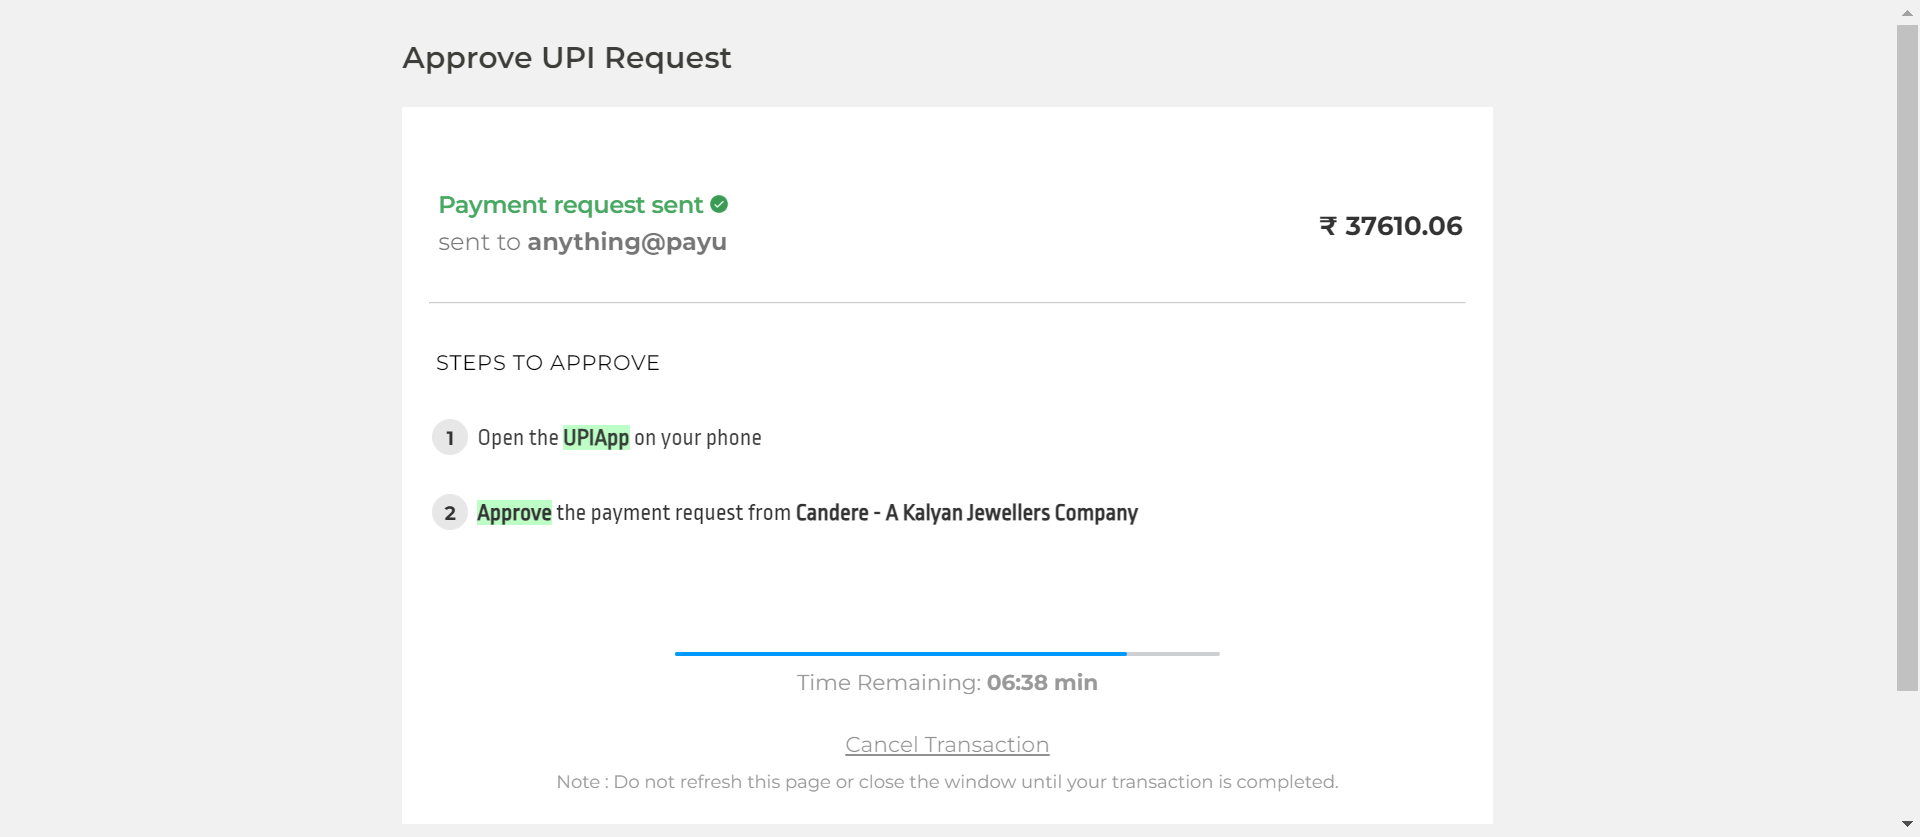 Approve UPI Request
Payment request sent
sent to anything@payu
₹ 37610.06
STEPS TO APPROVE
1 Open the UPIApp on your phone
2 Approve the payment request from Candere - A Kalyan Jewellers Company
Time Remaining: 06:38 min
Cancel Transaction
Note : Do not refresh this page or close the window until your transaction is completed.